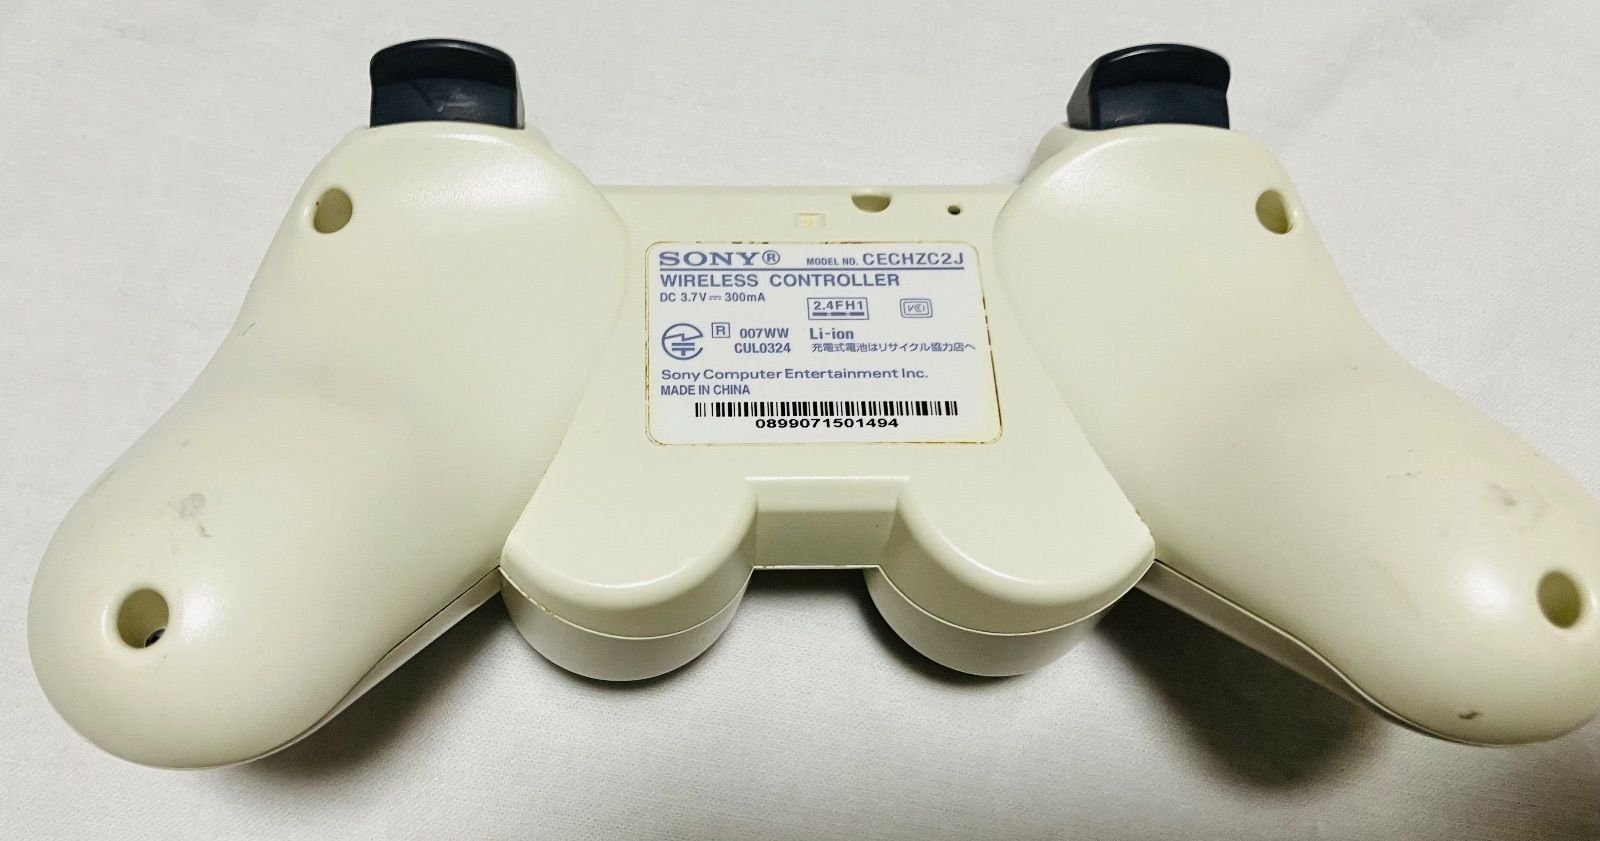 SONY® MODEL NO. CECHZC2J
WIRELESS CONTROLLER
DC 3.7V⎓300mA
2.4FH1 VCI
R 007WW Li-ion
CUL0324 充電式電池はリサイクル協力店へ
Sony Computer Entertainment Inc.
MADE IN CHINA
0899071501494